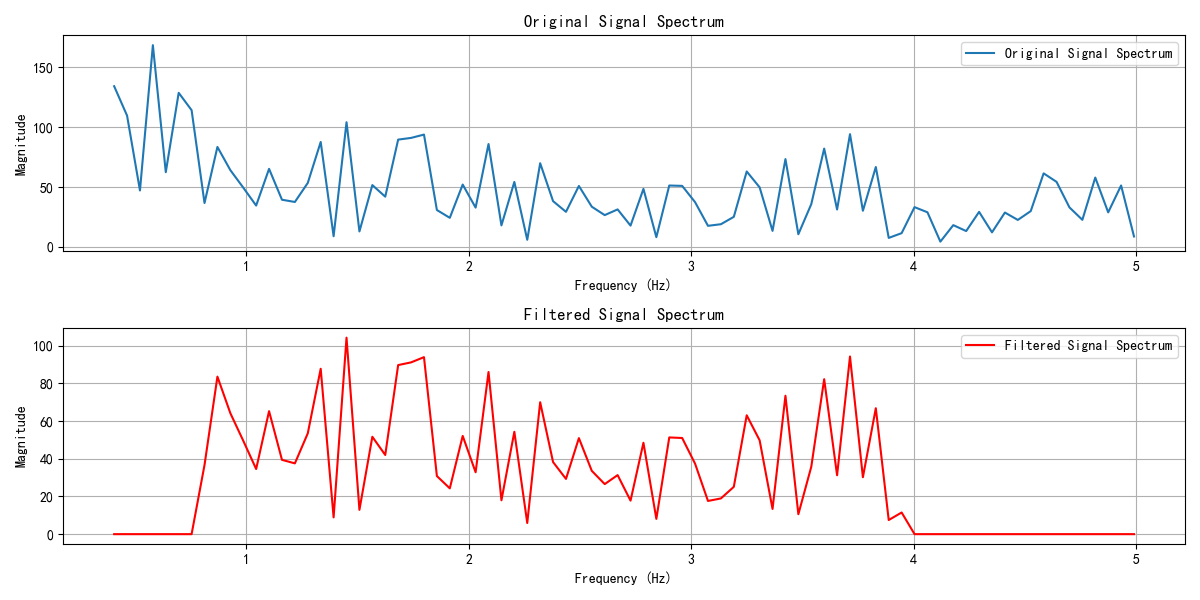 Original Signal Spectrum
Original Signal Spectrum
150
100
50
0
Magnitude
1 2 3 4 5
Frequency (Hz)
Filtered Signal Spectrum
Filtered Signal Spectrum
100
80
60
40
20
0
Magnitude
1 2 3 4 5
Frequency (Hz)